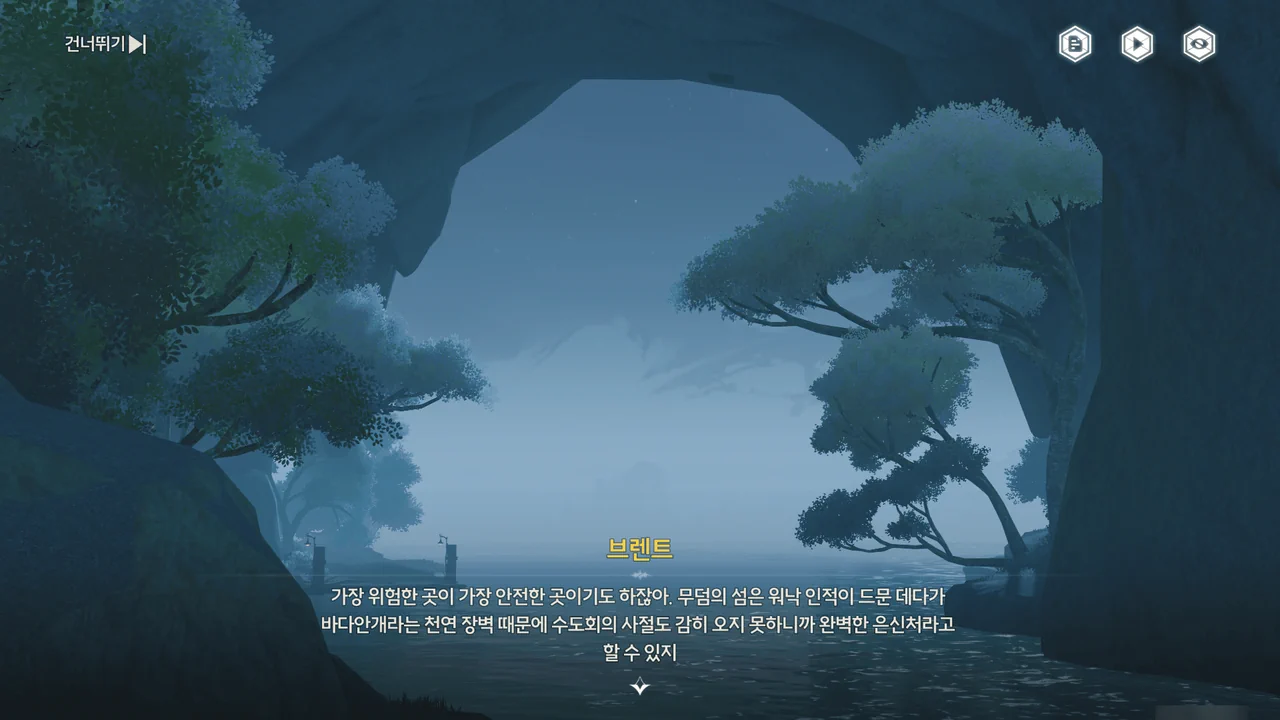 건너뛰기
브렌트
가장 위험한 곳이 가장 안전한 곳이기도 하잖아. 무덤의 섬은 워낙 인적이 드문 데다가
바다안개라는 천연 장벽 때문에 수도회의 사절도 감히 오지 못하니까 완벽한 은신처라고
할 수 있지